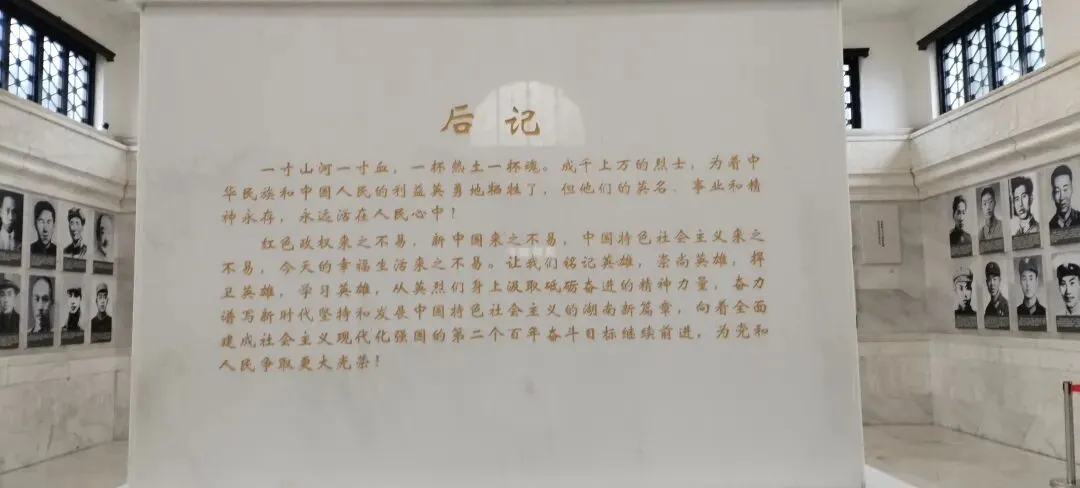 后记
一寸山河一寸血，一杯热土一杯魂。成千上万的烈士，为着中
华民族和中国人民的利益英勇地牺牲了，但他们的英名、事业和精
神永存，永远活在人民心中！
红色政权来之不易，新中国来之不易，中国特色社会主义来之
不易，今天的幸福生活来之不易。让我们铭记英雄，崇尚英雄，捍
卫英雄，学习英雄，从英烈们身上汲取砥砺奋进的精神力量，奋力
谱写新时代坚持和发展中国特色社会主义的湖南新篇章，向着全面
建成社会主义现代化强国的第二个百年奋斗目标继续前进，为党和
人民争取更大光荣！